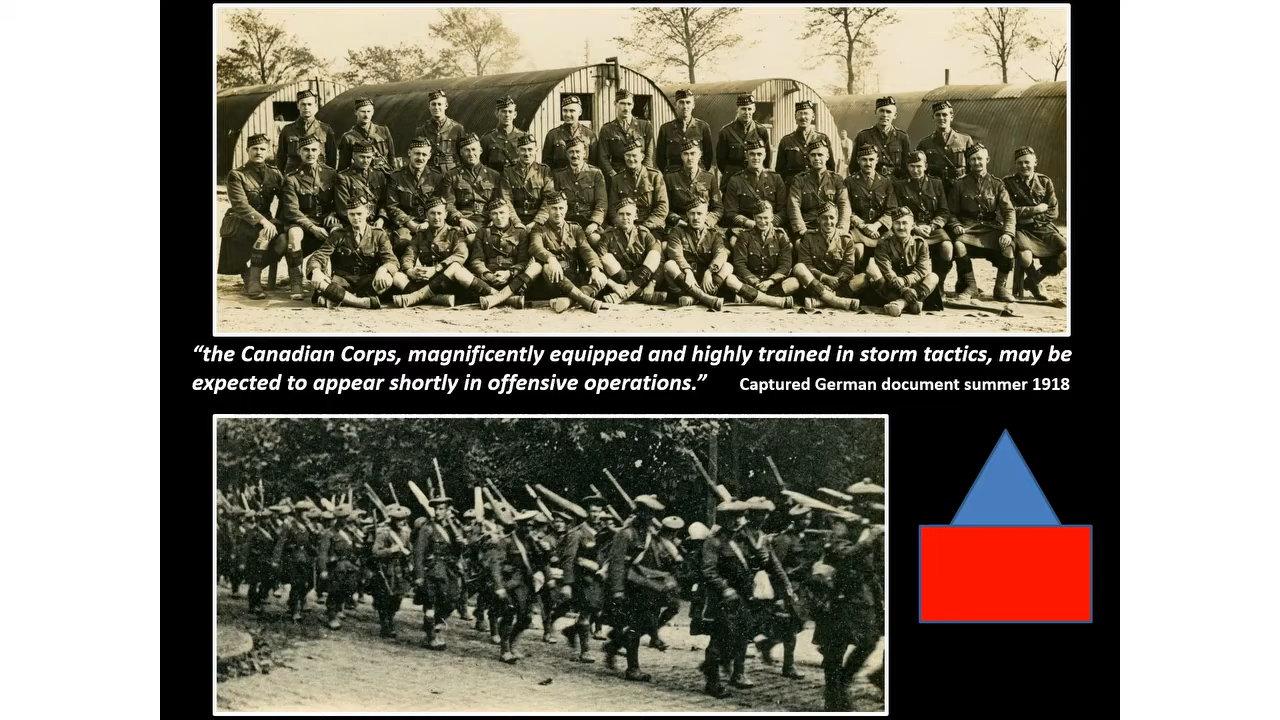 “the Canadian Corps, magnificently equipped and highly trained in storm tactics, may be
expected to appear shortly in offensive operations.” Captured German document summer 1918